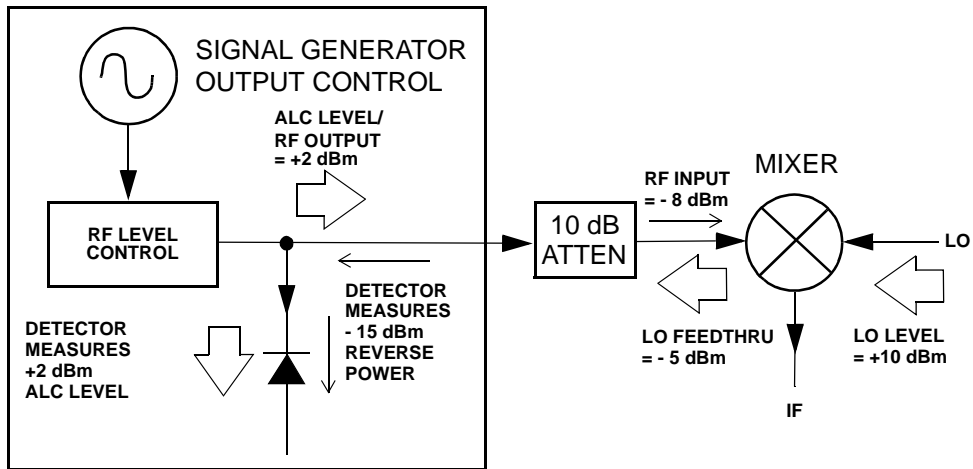 SIGNAL GENERATOR
OUTPUT CONTROL
ALC LEVEL/
RF OUTPUT
= +2 dBm
RF LEVEL
CONTROL
DETECTOR
MEASURES
+2 dBm
ALC LEVEL
DETECTOR
MEASURES
- 15 dBm
REVERSE
POWER
10 dB
ATTEN
RF INPUT
= - 8 dBm
MIXER
LO
LO FEEDTHRU
= - 5 dBm
LO LEVEL
= +10 dBm
IF